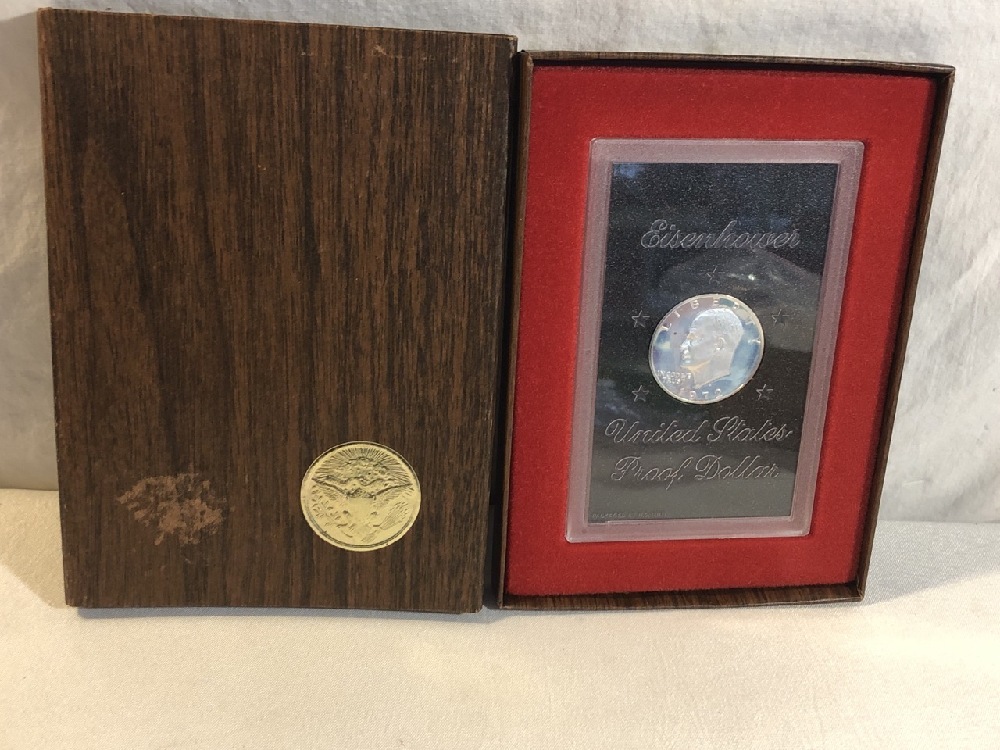 Eisenhower
LIBERTY
United States
Proof Dollar